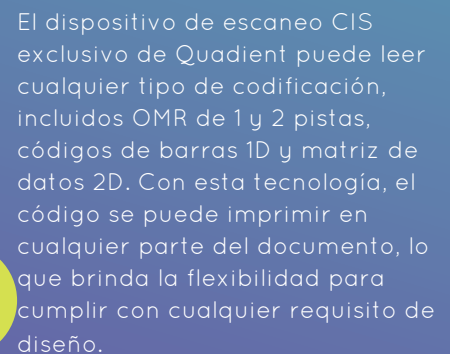 El dispositivo de escaneo CIS
exclusivo de Quadient puede leer
cualquier tipo de codificación,
incluidos OMR de 1 y 2 pistas,
códigos de barras 1D y matriz de
datos 2D. Con esta tecnología, el
código se puede imprimir en
cualquier parte del documento, lo
que brinda la flexibilidad para
cumplir con cualquier requisito de
diseño.